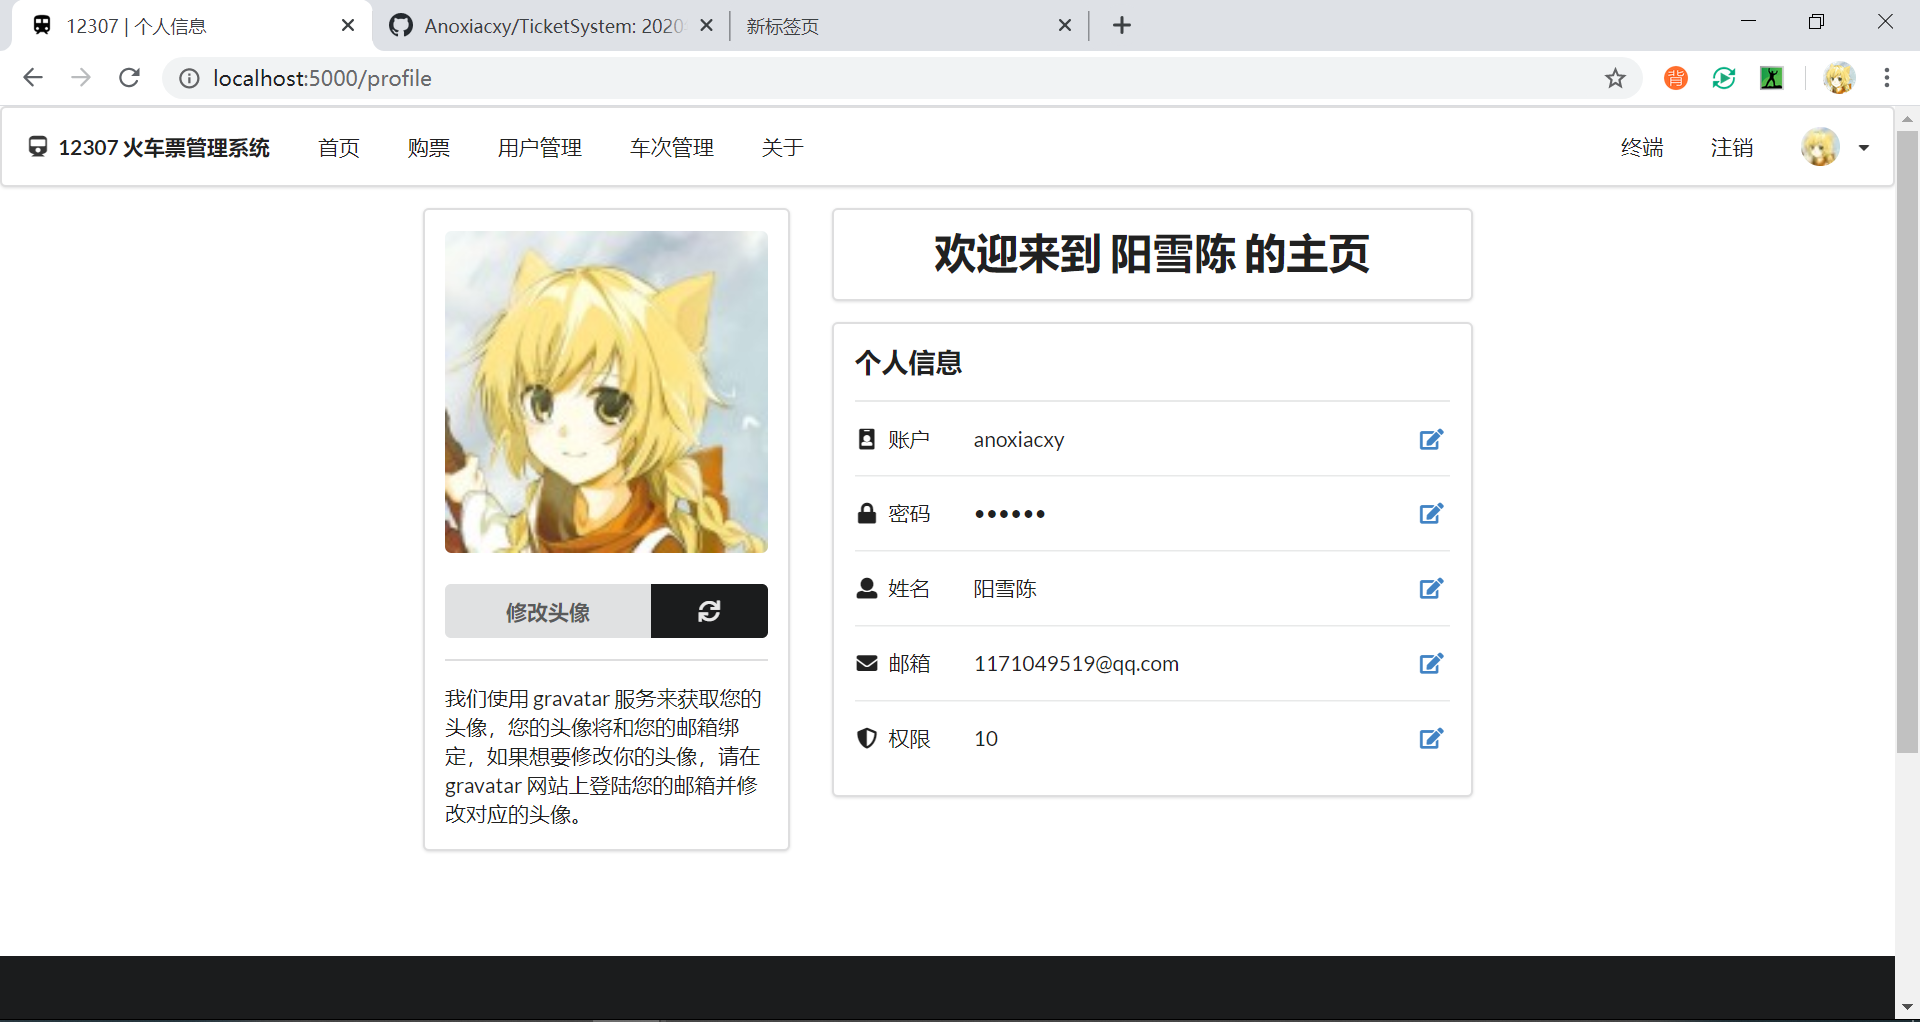 12307 | 个人信息
Anoxiacxy/TicketSystem: 2020
新标签页
localhost:5000/profile
背
12307 火车票管理系统
首页
购票
用户管理
车次管理
关于
终端
注销
修改头像
我们使用 gravatar 服务来获取您的
头像，您的头像将和您的邮箱绑
定，如果想要修改你的头像，请在
gravatar 网站上登陆您的邮箱并修
改对应的头像。
欢迎来到 阳雪陈 的主页
个人信息
账户 anoxiacxy
密码 ••••••
姓名 阳雪陈
邮箱 1171049519@qq.com
权限 10